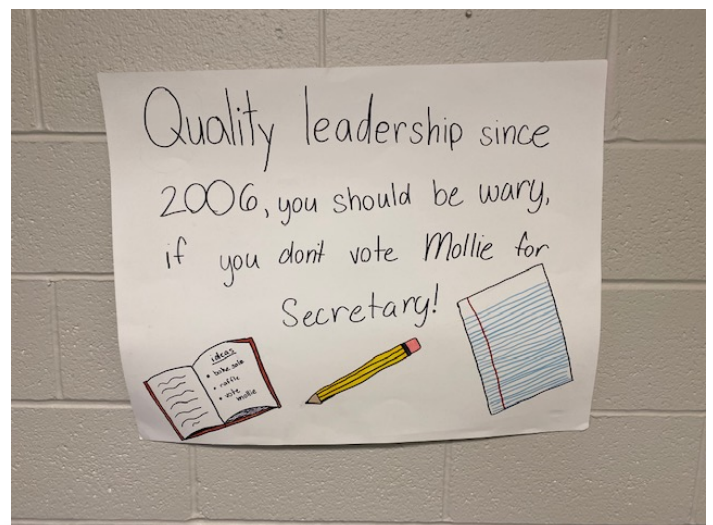 Quality leadership since
2006, you should be wary,
if you don't vote Mollie for
Secretary!
ideas
• bake sale
• raffle
• vote
mollie